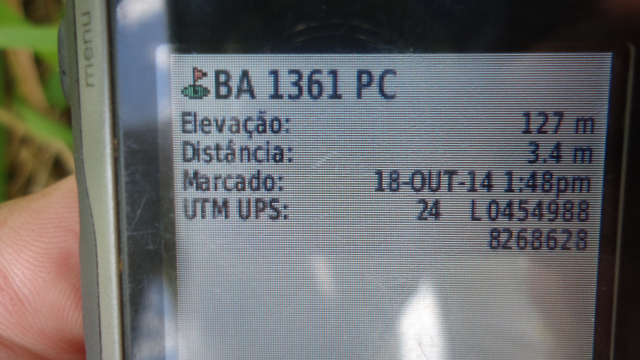 menu
BA 1361 PC
Elevação: 127 m
Distância: 3.4 m
Marcado: 18-OUT-14 1:48pm
UTM UPS: 24 L0454988
8268628